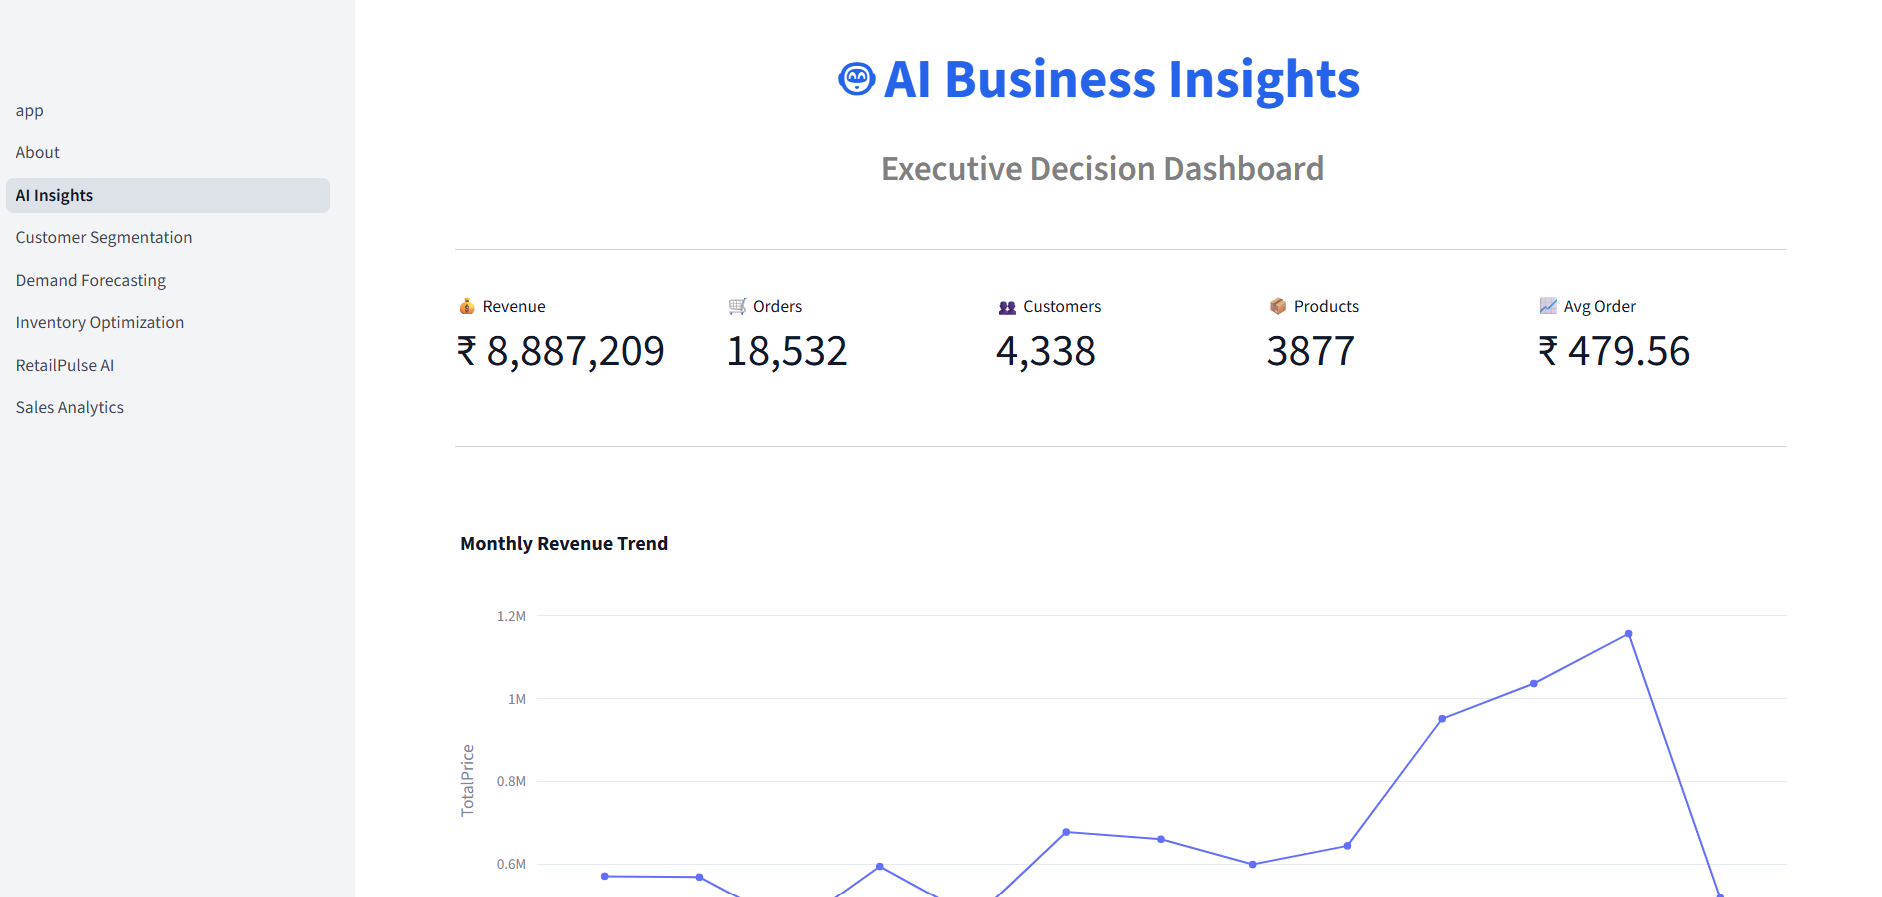 app
About
AI Insights
Customer Segmentation
Demand Forecasting
Inventory Optimization
RetailPulse AI
Sales Analytics
AI Business Insights
Executive Decision Dashboard
Revenue
₹ 8,887,209
Orders
18,532
Customers
4,338
Products
3877
Avg Order
₹ 479.56
Monthly Revenue Trend
1.2M
1M
0.8M
0.6M
TotalPrice